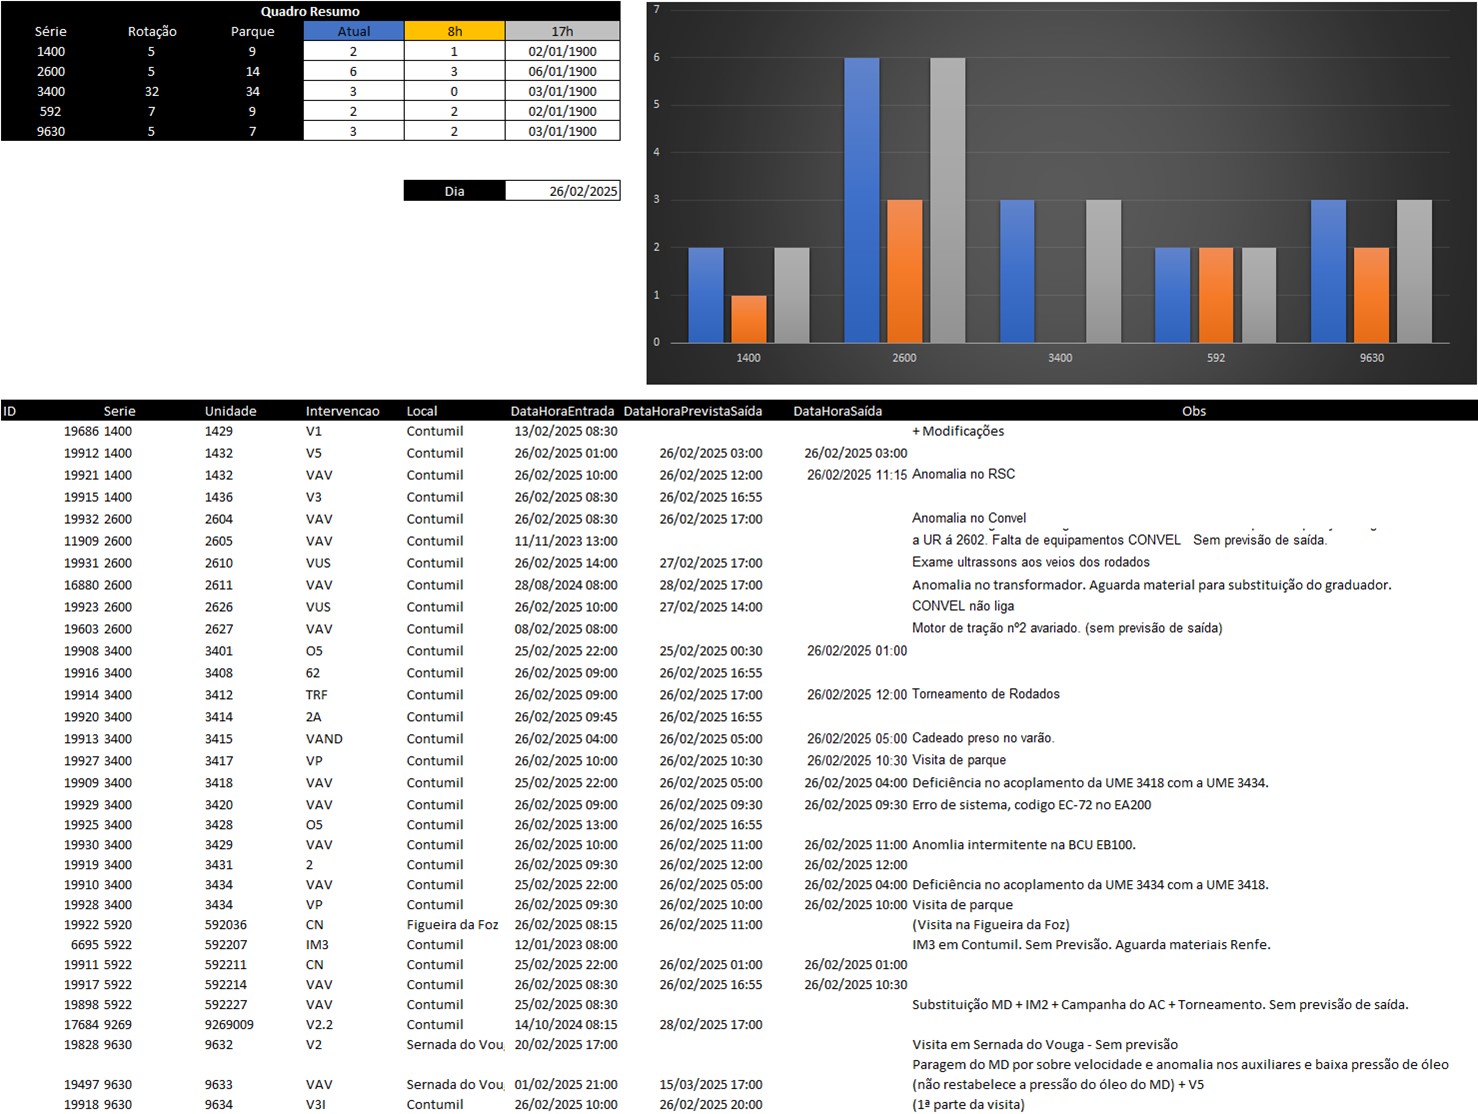 Quadro Resumo
Série Rotação Parque Atual 8h 17h
1400 5 9 2 1 02/01/1900
2600 5 14 6 3 06/01/1900
3400 32 34 3 0 03/01/1900
592 7 9 2 2 02/01/1900
9630 5 7 3 2 03/01/1900
Dia 26/02/2025
7
6
5
4
3
2
1
0
1400 2600 3400 592 9630
ID Serie Unidade Intervencao Local DataHoraEntrada DataHoraPrevistaSaída DataHoraSaída Obs
19686 1400 1429 V1 Contumil 13/02/2025 08:30 + Modificações
19912 1400 1432 V5 Contumil 26/02/2025 01:00 26/02/2025 03:00 26/02/2025 03:00
19921 1400 1432 VAV Contumil 26/02/2025 10:00 26/02/2025 12:00 26/02/2025 11:15 Anomalia no RSC
19915 1400 1436 V3 Contumil 26/02/2025 08:30 26/02/2025 16:55
19932 2600 2604 VAV Contumil 26/02/2025 08:30 26/02/2025 17:00 Anomalia no Convel
11909 2600 2605 VAV Contumil 11/11/2023 13:00 a UR á 2602. Falta de equipamentos CONVEL Sem previsão de saída.
19931 2600 2610 VUS Contumil 26/02/2025 14:00 27/02/2025 17:00 Exame ultrassons aos veios dos rodados
16880 2600 2611 VAV Contumil 28/08/2024 08:00 28/02/2025 17:00 Anomalia no transformador. Aguarda material para substituição do graduador.
19923 2600 2626 VUS Contumil 26/02/2025 10:00 27/02/2025 14:00 CONVEL não liga
19603 2600 2627 VAV Contumil 08/02/2025 08:00 Motor de tração nº2 avariado. (sem previsão de saída)
19908 3400 3401 O5 Contumil 25/02/2025 22:00 25/02/2025 00:30 26/02/2025 01:00
19916 3400 3408 62 Contumil 26/02/2025 09:00 26/02/2025 16:55
19914 3400 3412 TRF Contumil 26/02/2025 09:00 26/02/2025 17:00 26/02/2025 12:00 Torneamento de Rodados
19920 3400 3414 2A Contumil 26/02/2025 09:45 26/02/2025 16:55
19913 3400 3415 VAND Contumil 26/02/2025 04:00 26/02/2025 05:00 26/02/2025 05:00 Cadeado preso no varão.
19927 3400 3417 VP Contumil 26/02/2025 10:00 26/02/2025 10:30 26/02/2025 10:30 Visita de parque
19909 3400 3418 VAV Contumil 25/02/2025 22:00 26/02/2025 05:00 26/02/2025 04:00 Deficiência no acoplamento da UME 3418 com a UME 3434.
19929 3400 3420 VAV Contumil 26/02/2025 09:00 26/02/2025 09:30 26/02/2025 09:30 Erro de sistema, codigo EC-72 no EA200
19925 3400 3428 O5 Contumil 26/02/2025 13:00 26/02/2025 16:55
19930 3400 3429 VAV Contumil 26/02/2025 10:00 26/02/2025 11:00 26/02/2025 11:00 Anomlia intermitente na BCU EB100.
19919 3400 3431 2 Contumil 26/02/2025 09:30 26/02/2025 12:00 26/02/2025 12:00
19910 3400 3434 VAV Contumil 25/02/2025 22:00 26/02/2025 05:00 26/02/2025 04:00 Deficiência no acoplamento da UME 3434 com a UME 3418.
19928 3400 3434 VP Contumil 26/02/2025 09:30 26/02/2025 10:00 26/02/2025 10:00 Visita de parque
19922 5920 592036 CN Figueira da Foz 26/02/2025 08:15 26/02/2025 11:00 (Visita na Figueira da Foz)
6695 5922 592207 IM3 Contumil 12/01/2023 08:00 IM3 em Contumil. Sem Previsão. Aguarda materiais Renfe.
19911 5922 592211 CN Contumil 25/02/2025 22:00 26/02/2025 01:00 26/02/2025 01:00
19917 5922 592214 VAV Contumil 26/02/2025 08:30 26/02/2025 16:55 26/02/2025 10:30
19898 5922 592227 VAV Contumil 25/02/2025 08:30 Substituição MD + IM2 + Campanha do AC + Torneamento. Sem previsão de saída.
17684 9269 9269009 V2.2 Contumil 14/10/2024 08:15 28/02/2025 17:00
19828 9630 9632 V2 Sernada do Vou 20/02/2025 17:00 Visita em Sernada do Vouga - Sem previsão
Paragem do MD por sobre velocidade e anomalia nos auxiliares e baixa pressão de óleo
19497 9630 9633 VAV Sernada do Vou 01/02/2025 21:00 15/03/2025 17:00 (não restabelece a pressão do óleo do MD) + V5
19918 9630 9634 V3I Contumil 26/02/2025 10:00 26/02/2025 20:00 (1ª parte da visita)